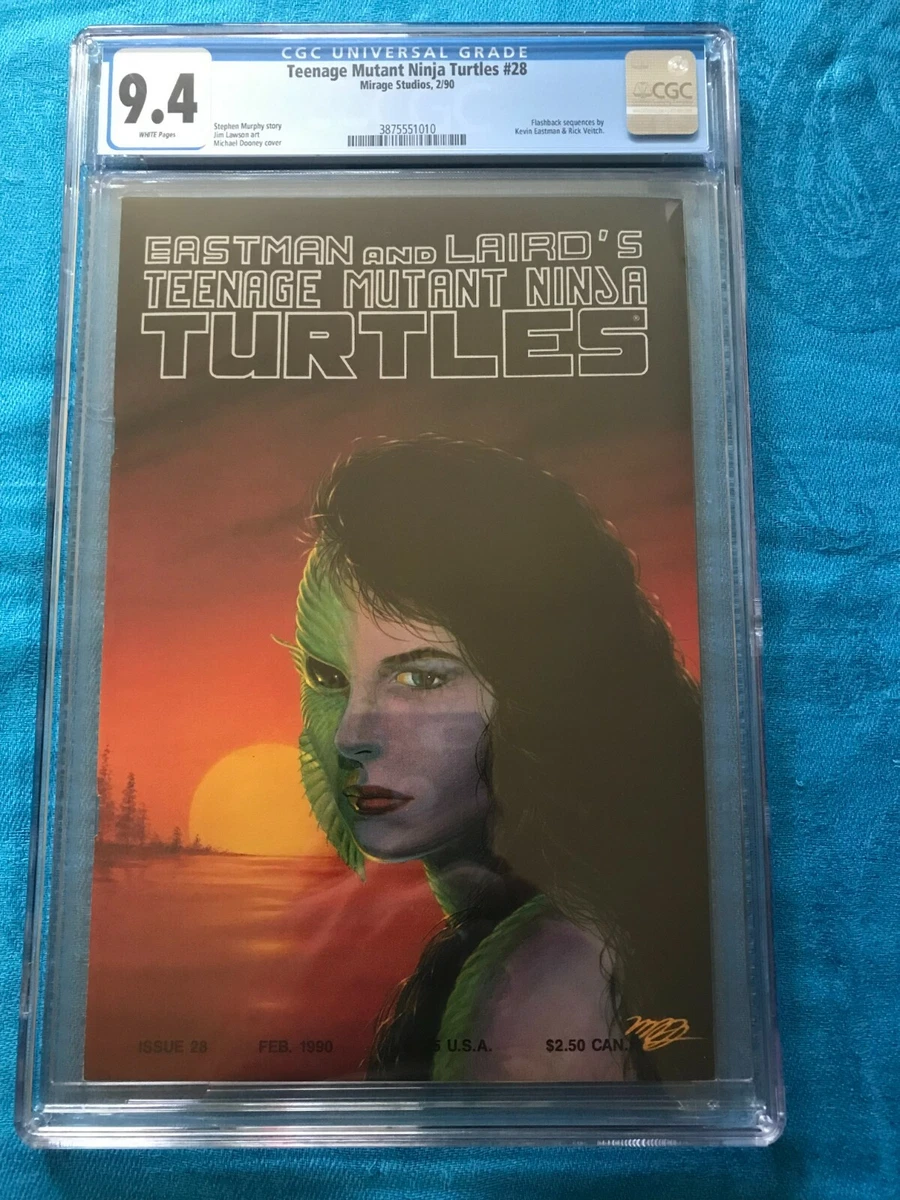 CGC UNIVERSAL GRADE
9.4
WHITE Pages
Teenage Mutant Ninja Turtles #28
Mirage Studios, 2/90
Stephen Murphy story
Jim Lawson art
Michael Dooney cover
3875551010
Flashback sequences by
Kevin Eastman & Rick Veitch.
CGC
EASTMAN AND LAIRD'S
TEENAGE MUTANT NINJA
TURTLES®
ISSUE 28 FEB. 1990 U.S.A. $2.50 CAN.